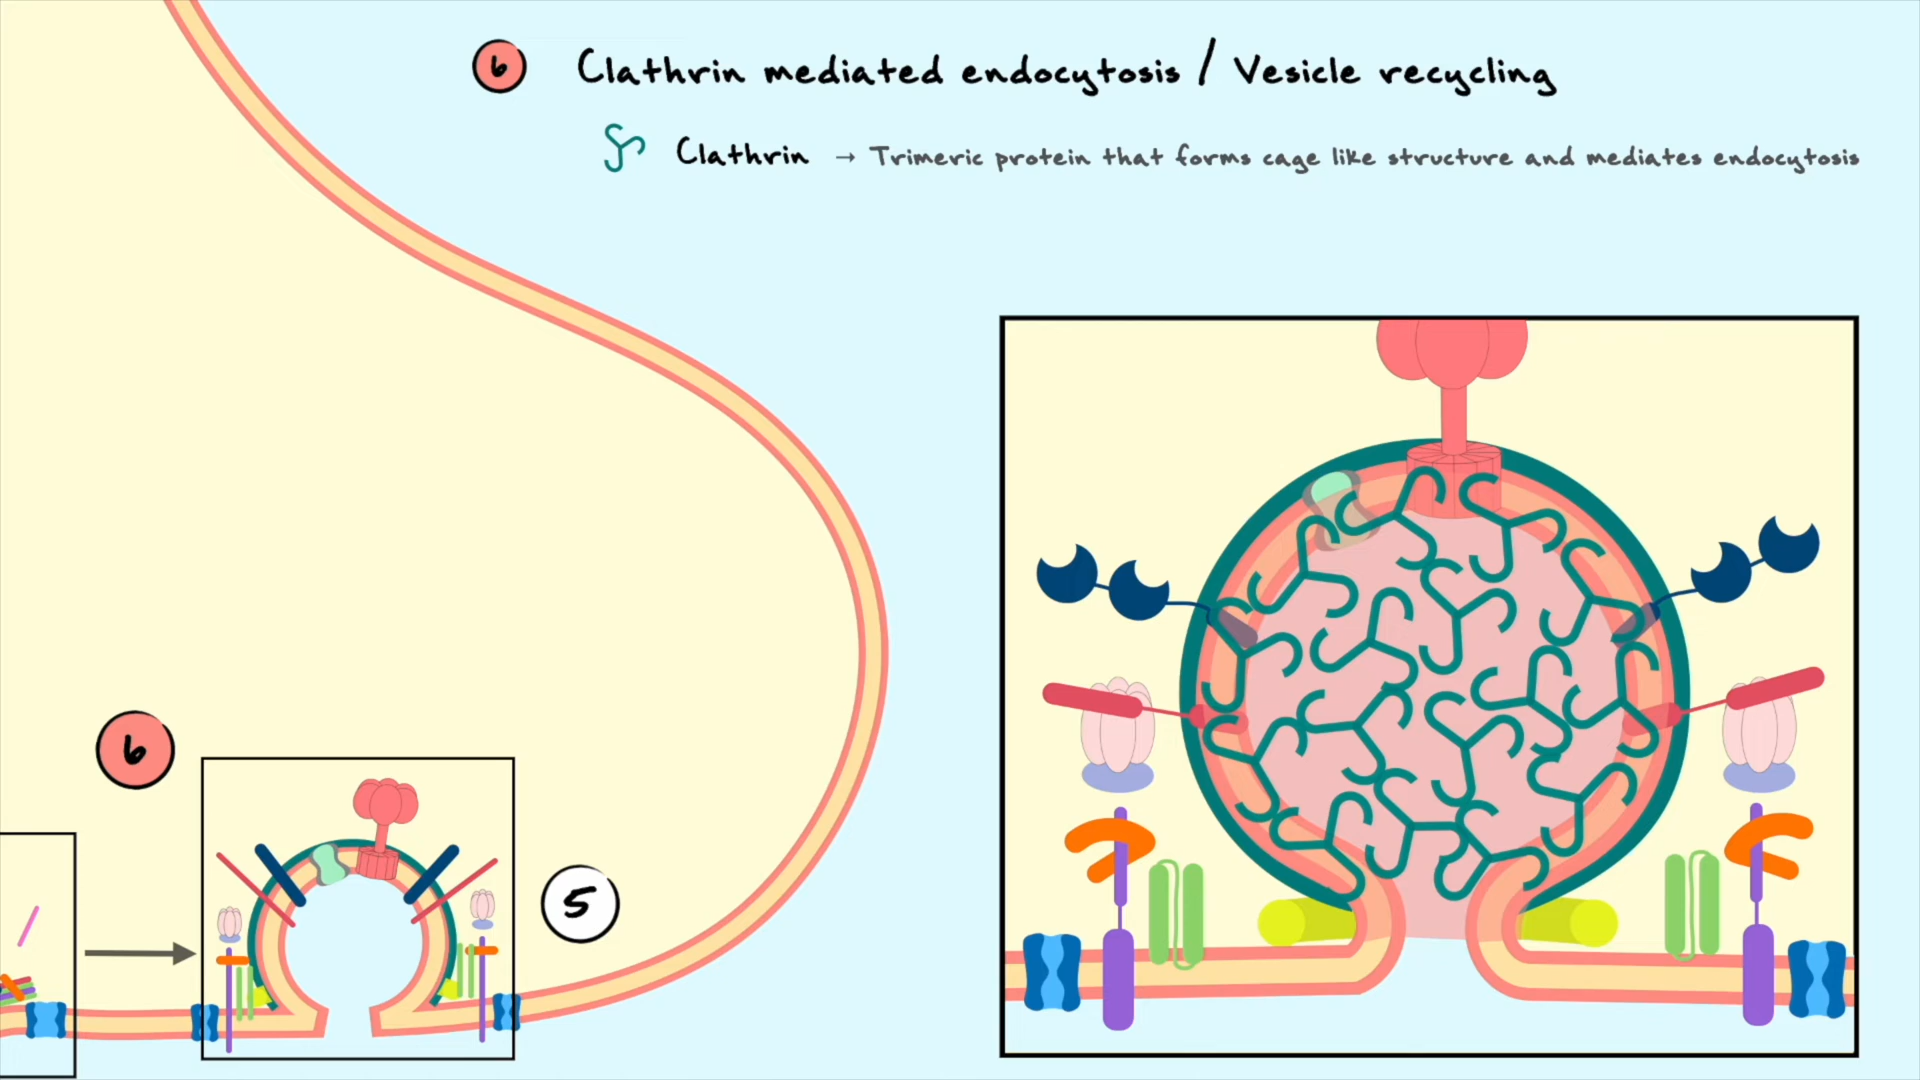 6 Clathrin mediated endocytosis / Vesicle recycling
Clathrin → Trimeric protein that forms cage like structure and mediates endocytosis
6
5